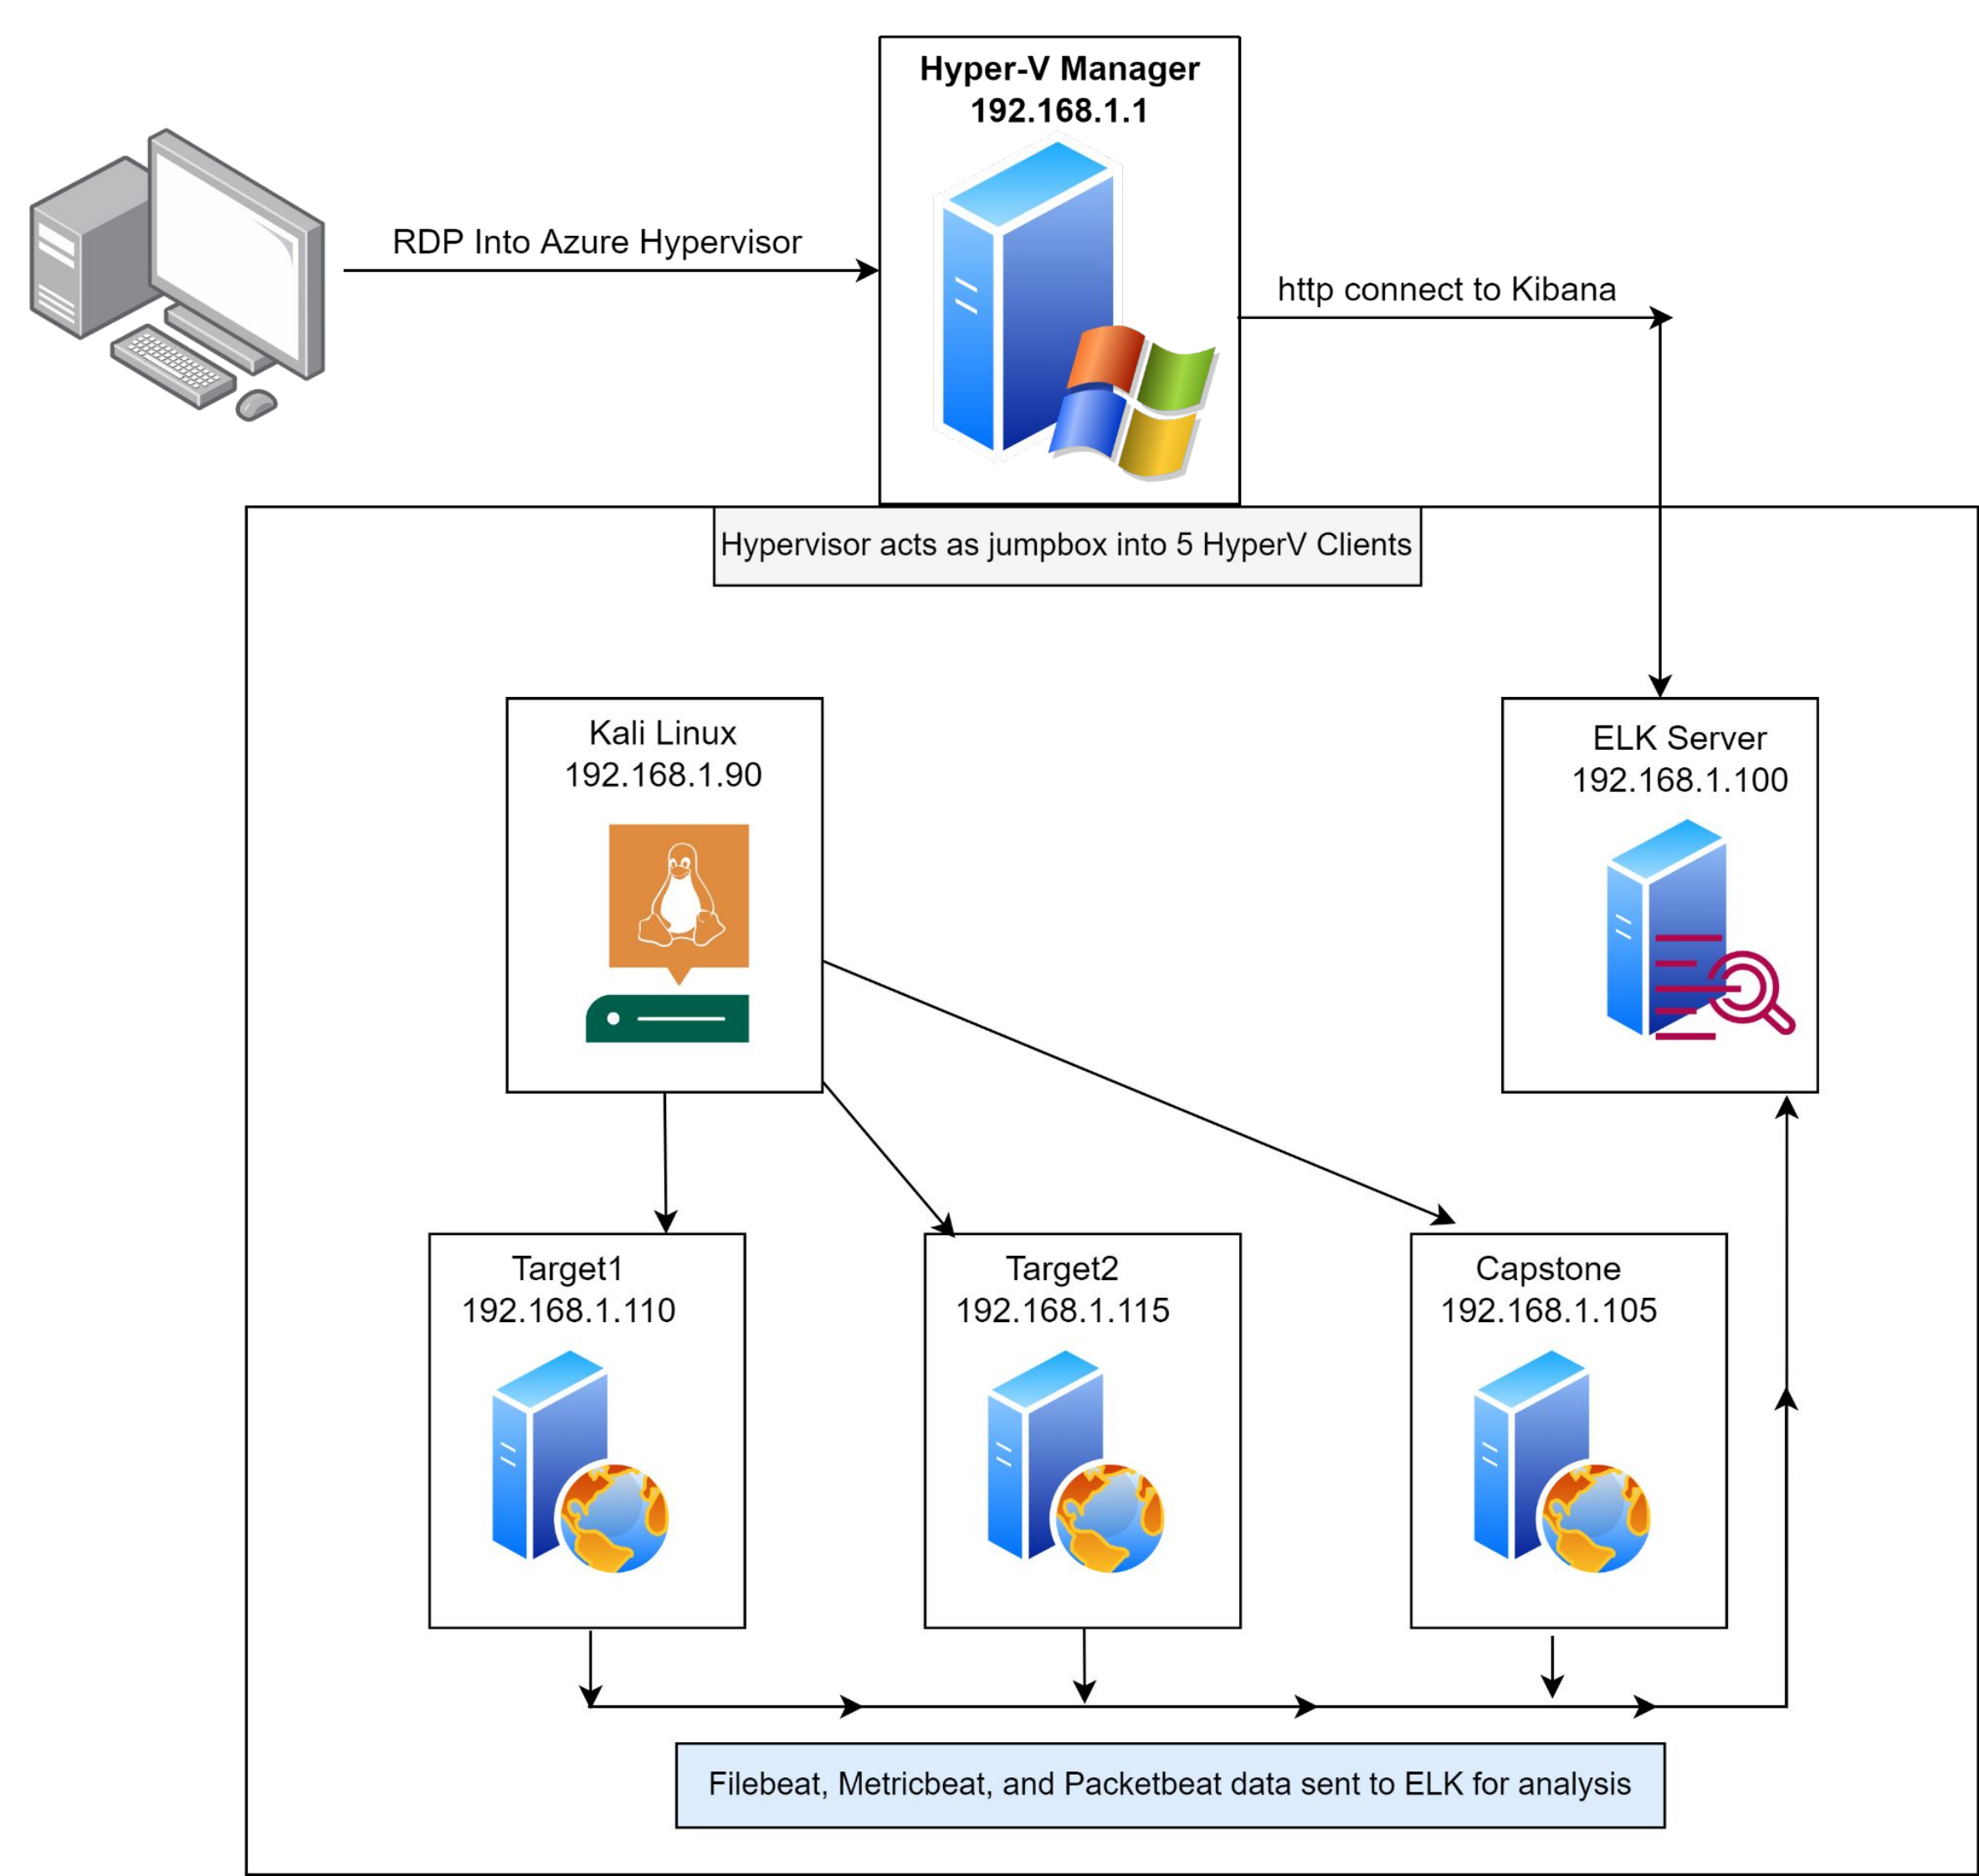 Hyper-V Manager
192.168.1.1
RDP Into Azure Hypervisor
http connect to Kibana
Hypervisor acts as jumpbox into 5 HyperV Clients
Kali Linux
192.168.1.90
ELK Server
192.168.1.100
Target1
192.168.1.110
Target2
192.168.1.115
Capstone
192.168.1.105
Filebeat, Metricbeat, and Packetbeat data sent to ELK for analysis